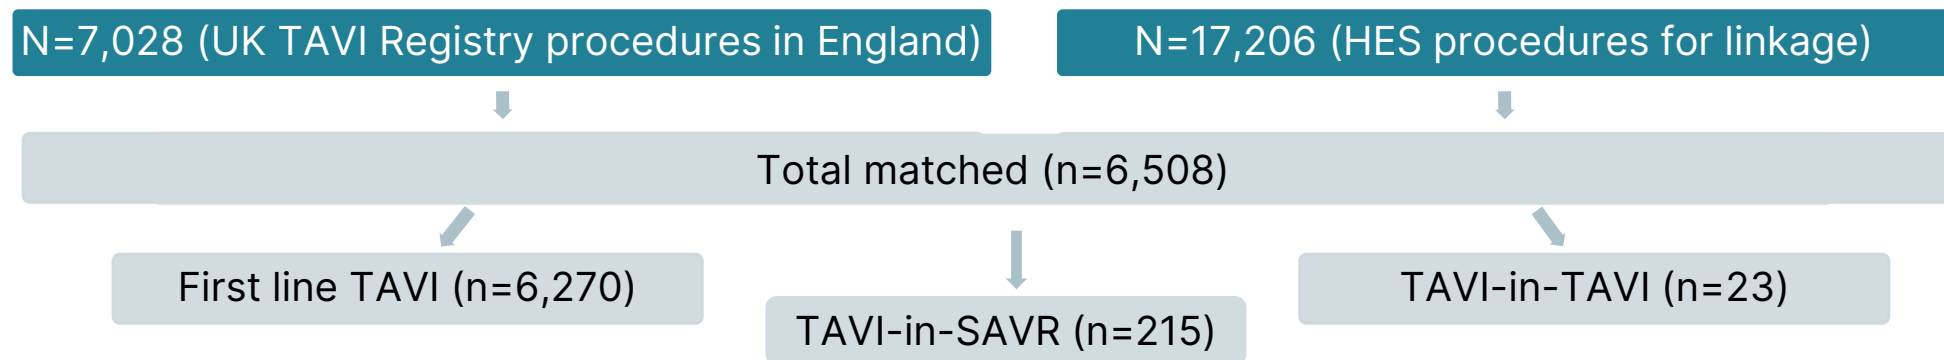 N=7,028 (UK TAVI Registry procedures in England)
N=17,206 (HES procedures for linkage)
Total matched (n=6,508)
First line TAVI (n=6,270)
TAVI-in-SAVR (n=215)
TAVI-in-TAVI (n=23)